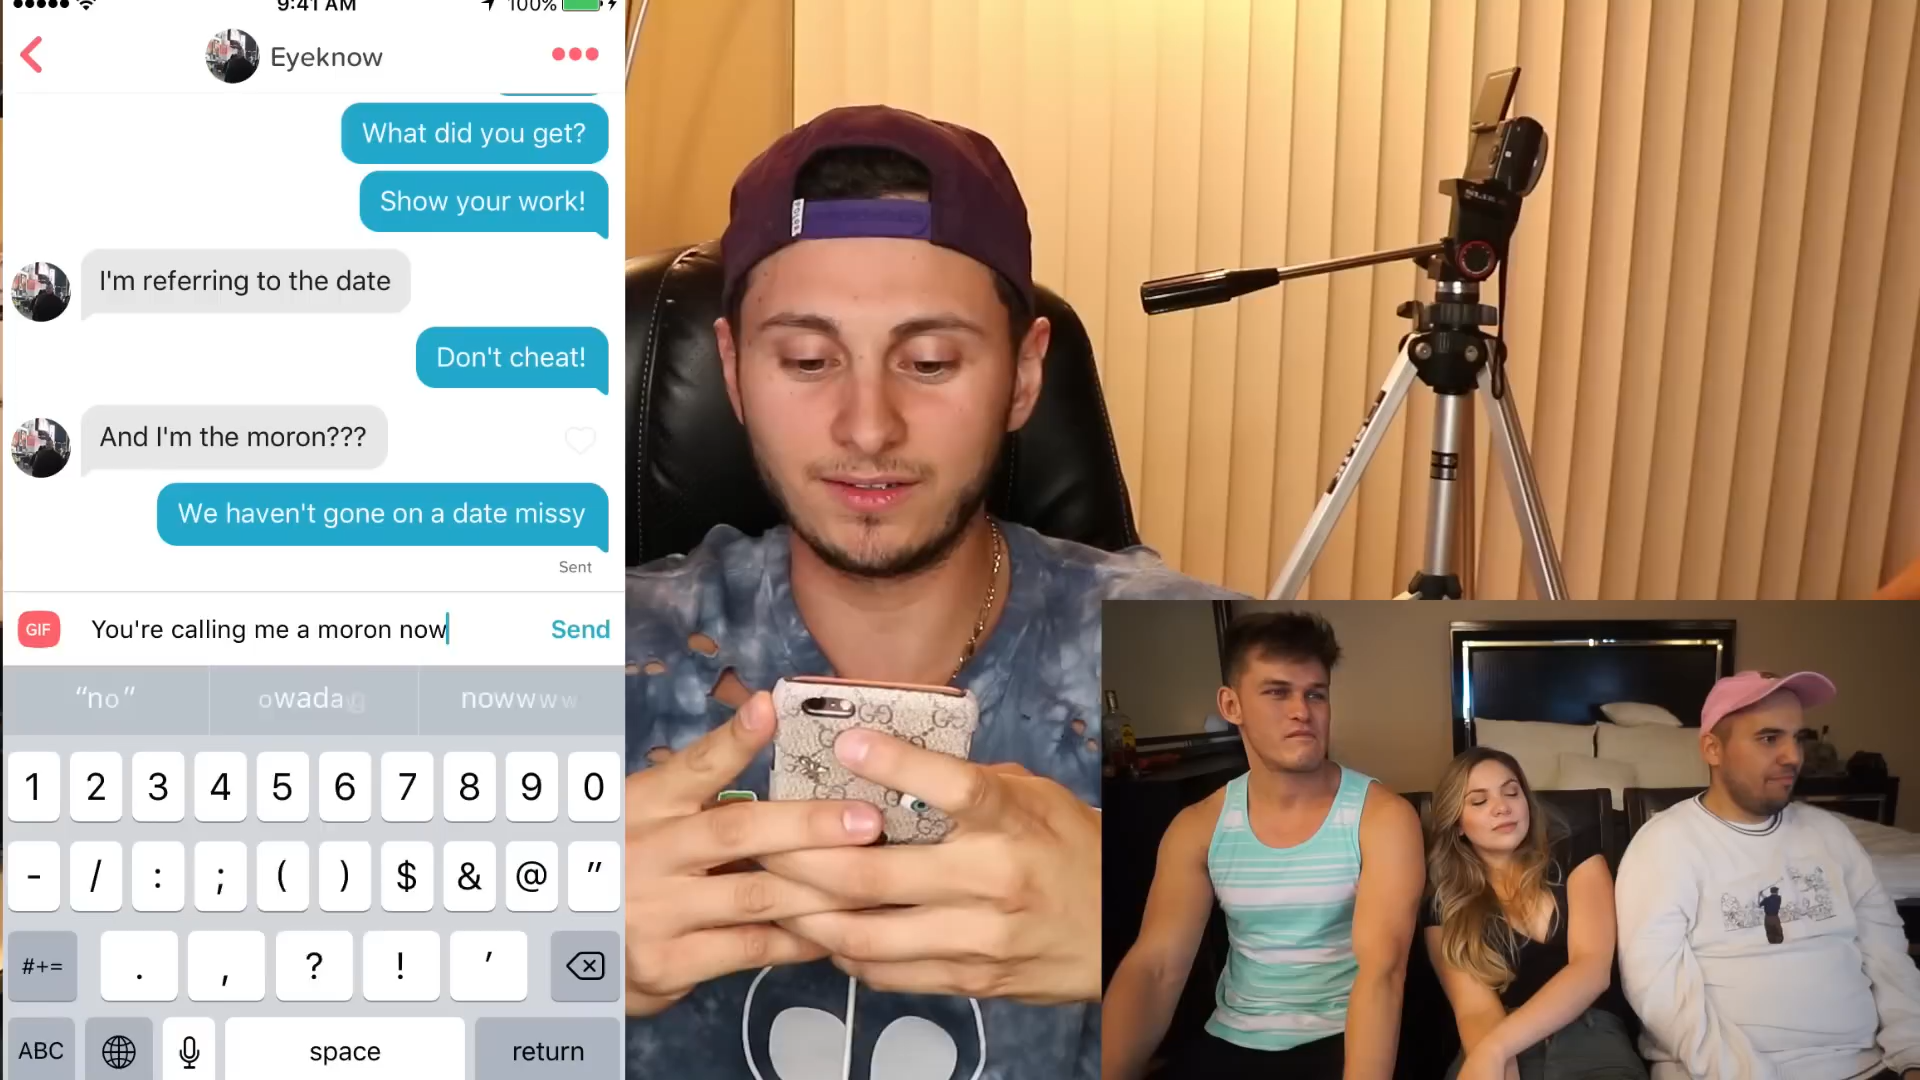 9:41 AM
100%
Eyeknow
What did you get?
Show your work!
I'm referring to the date
Don't cheat!
And I'm the moron???
We haven't gone on a date missy
Sent
GIF
You're calling me a moron now
Send
“no”
nowwww
1 2 3 4 5 6 7 8 9 0
- / : ; ( ) $ & @ "
#+= . , ? ! '
ABC space return